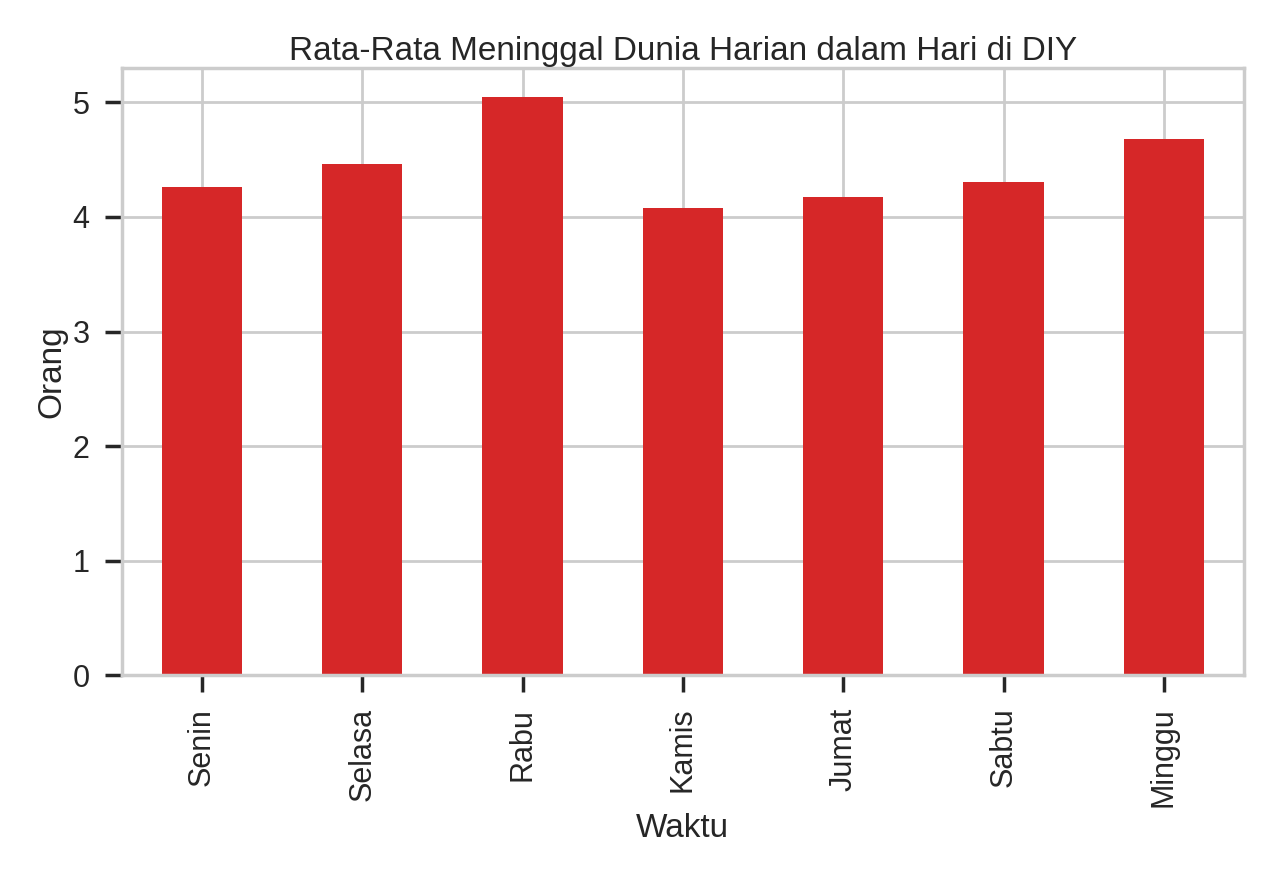 Rata-Rata Meninggal Dunia Harian dalam Hari di DIY
5
4
3
2
1
0
Orang
Senin
Selasa
Rabu
Kamis
Jumat
Sabtu
Minggu
Waktu